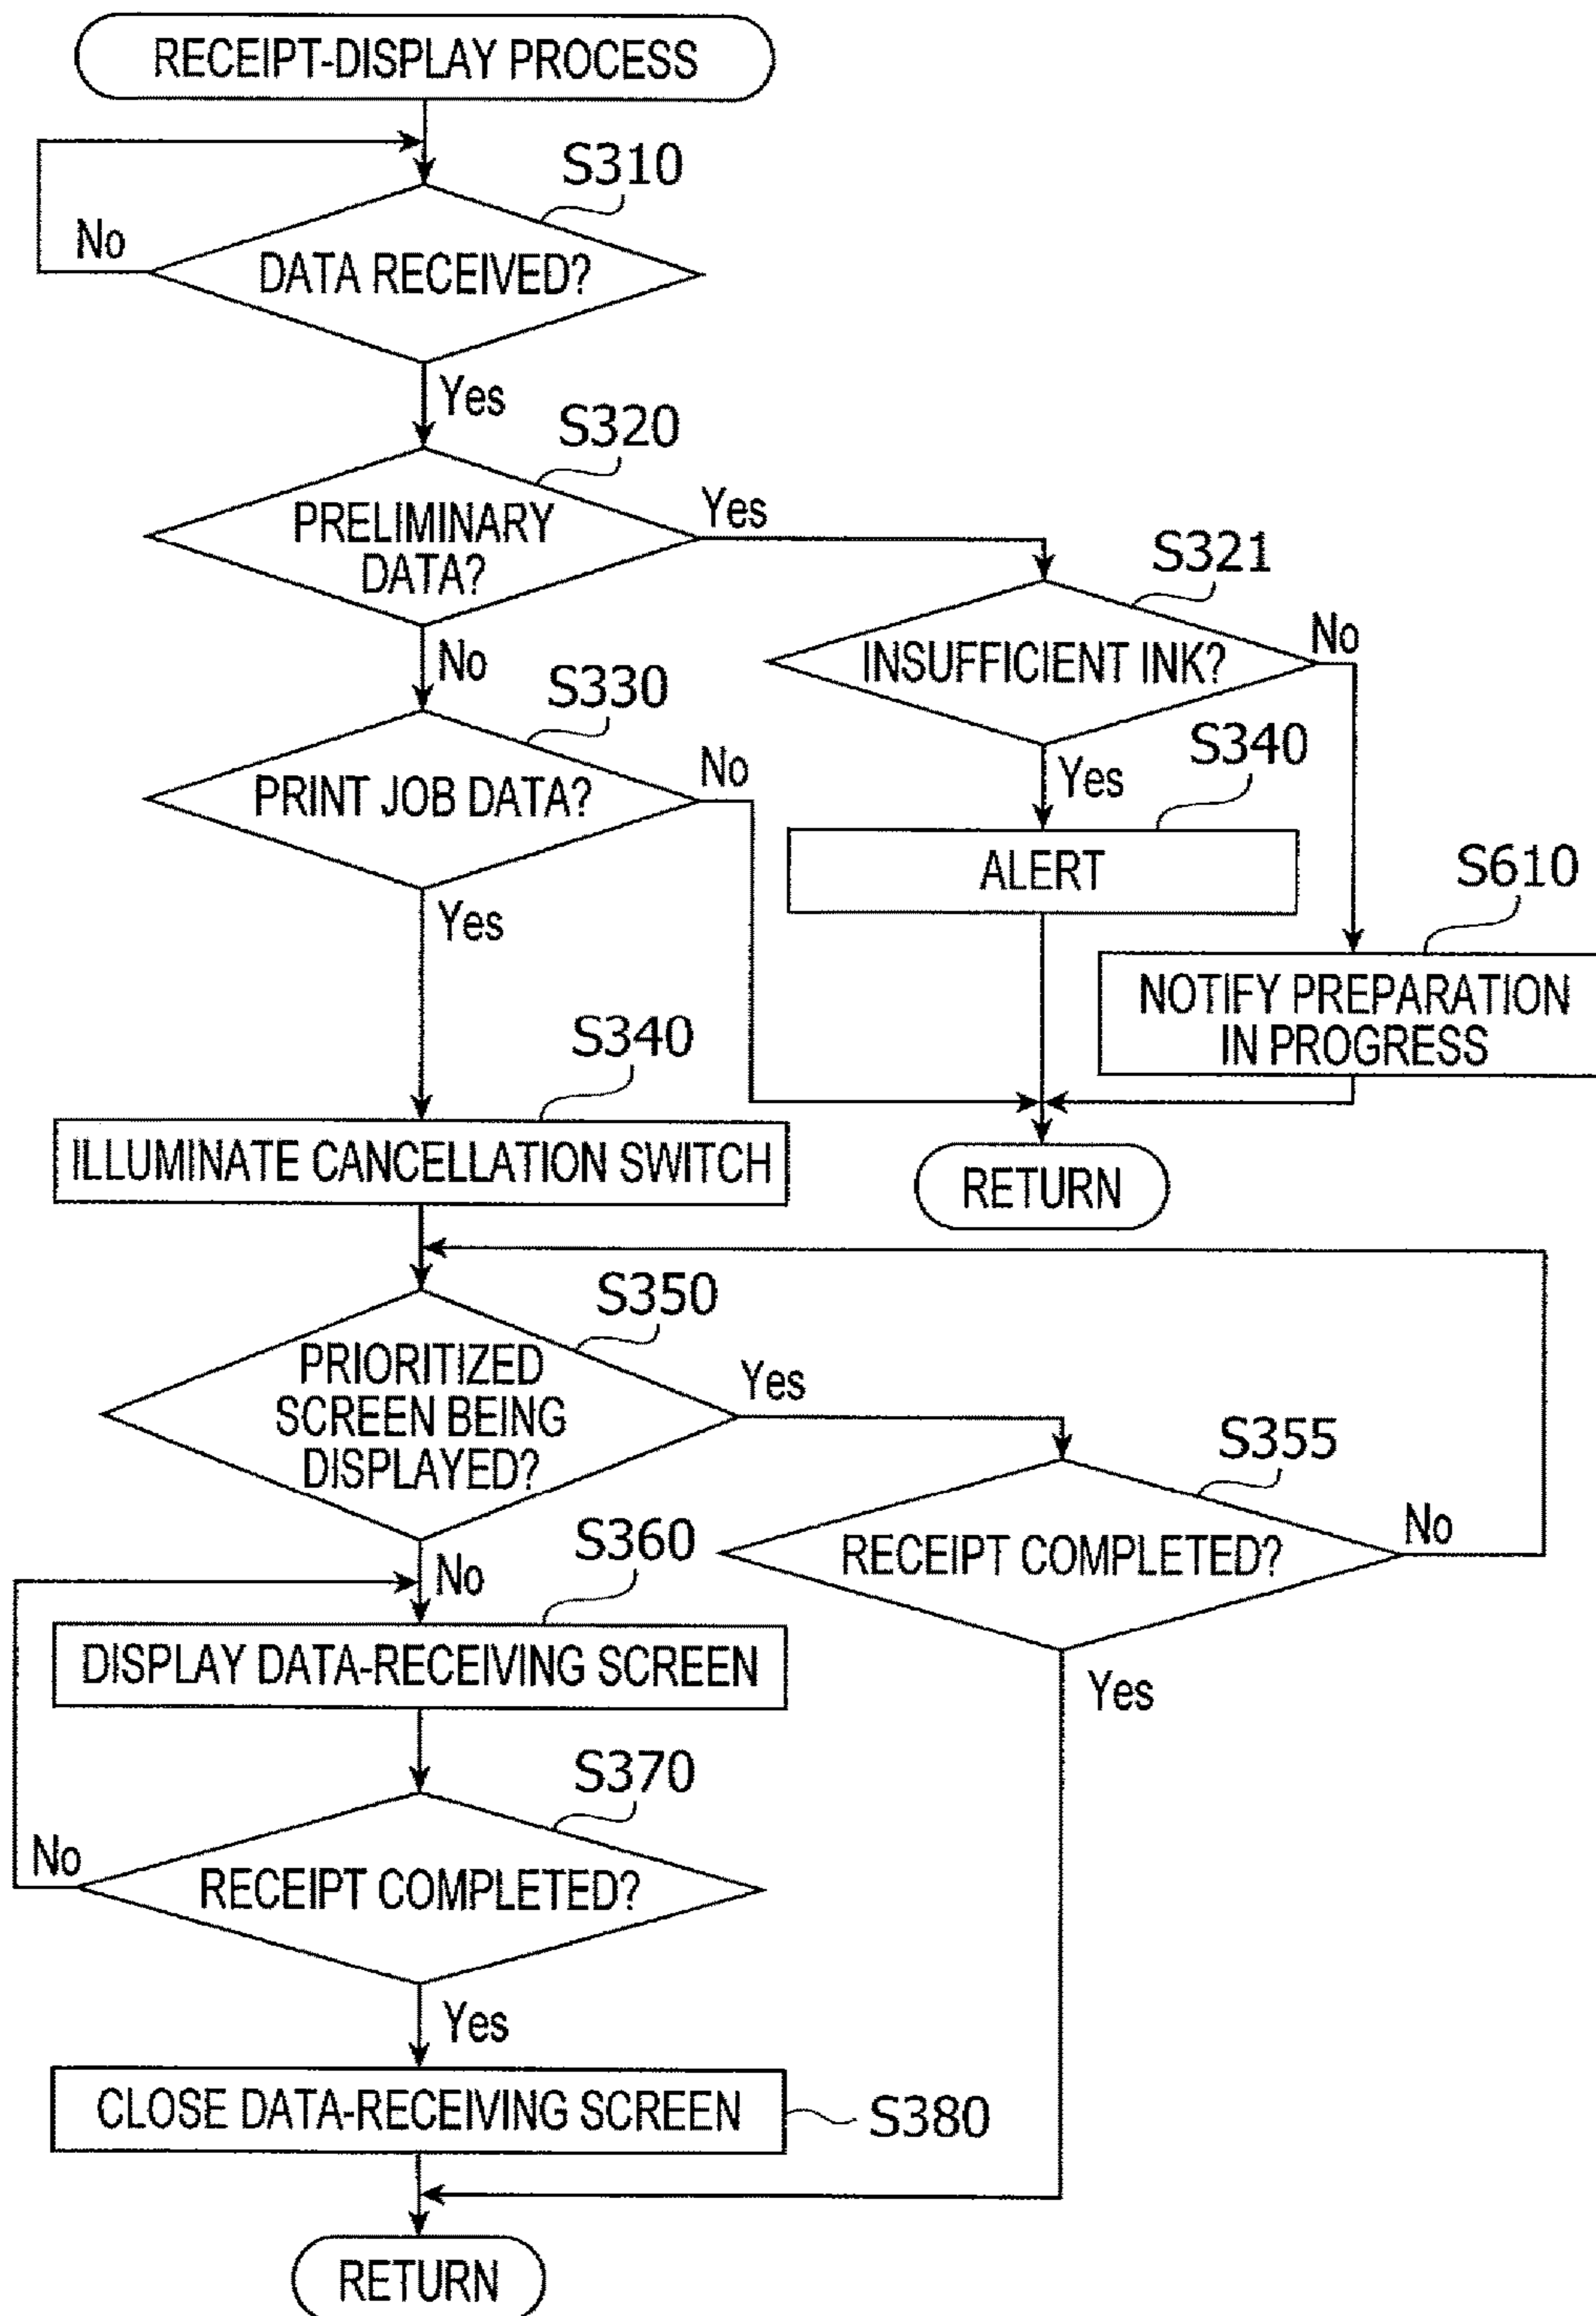 RECEIPT-DISPLAY PROCESS
S310
No
DATA RECEIVED?
Yes
S320
PRELIMINARY
DATA?
Yes
S321
INSUFFICIENT INK?
No
No
S330
PRINT JOB DATA?
No
Yes
S340
ALERT
S610
NOTIFY PREPARATION
IN PROGRESS
Yes
S340
ILLUMINATE CANCELLATION SWITCH
RETURN
S350
PRIORITIZED
SCREEN BEING
DISPLAYED?
Yes
S355
RECEIPT COMPLETED?
No
No
S360
DISPLAY DATA-RECEIVING SCREEN
Yes
S370
No
RECEIPT COMPLETED?
Yes
CLOSE DATA-RECEIVING SCREEN
S380
RETURN